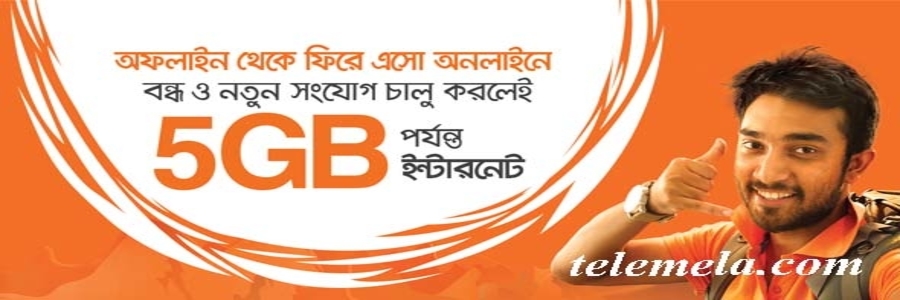 অফলাইন থেকে ফিরে এসো অনলাইনে
বন্ধ ও নতুন সংযোগ চালু করলেই
5GB পর্যন্ত
ইন্টারনেট
telemela.com